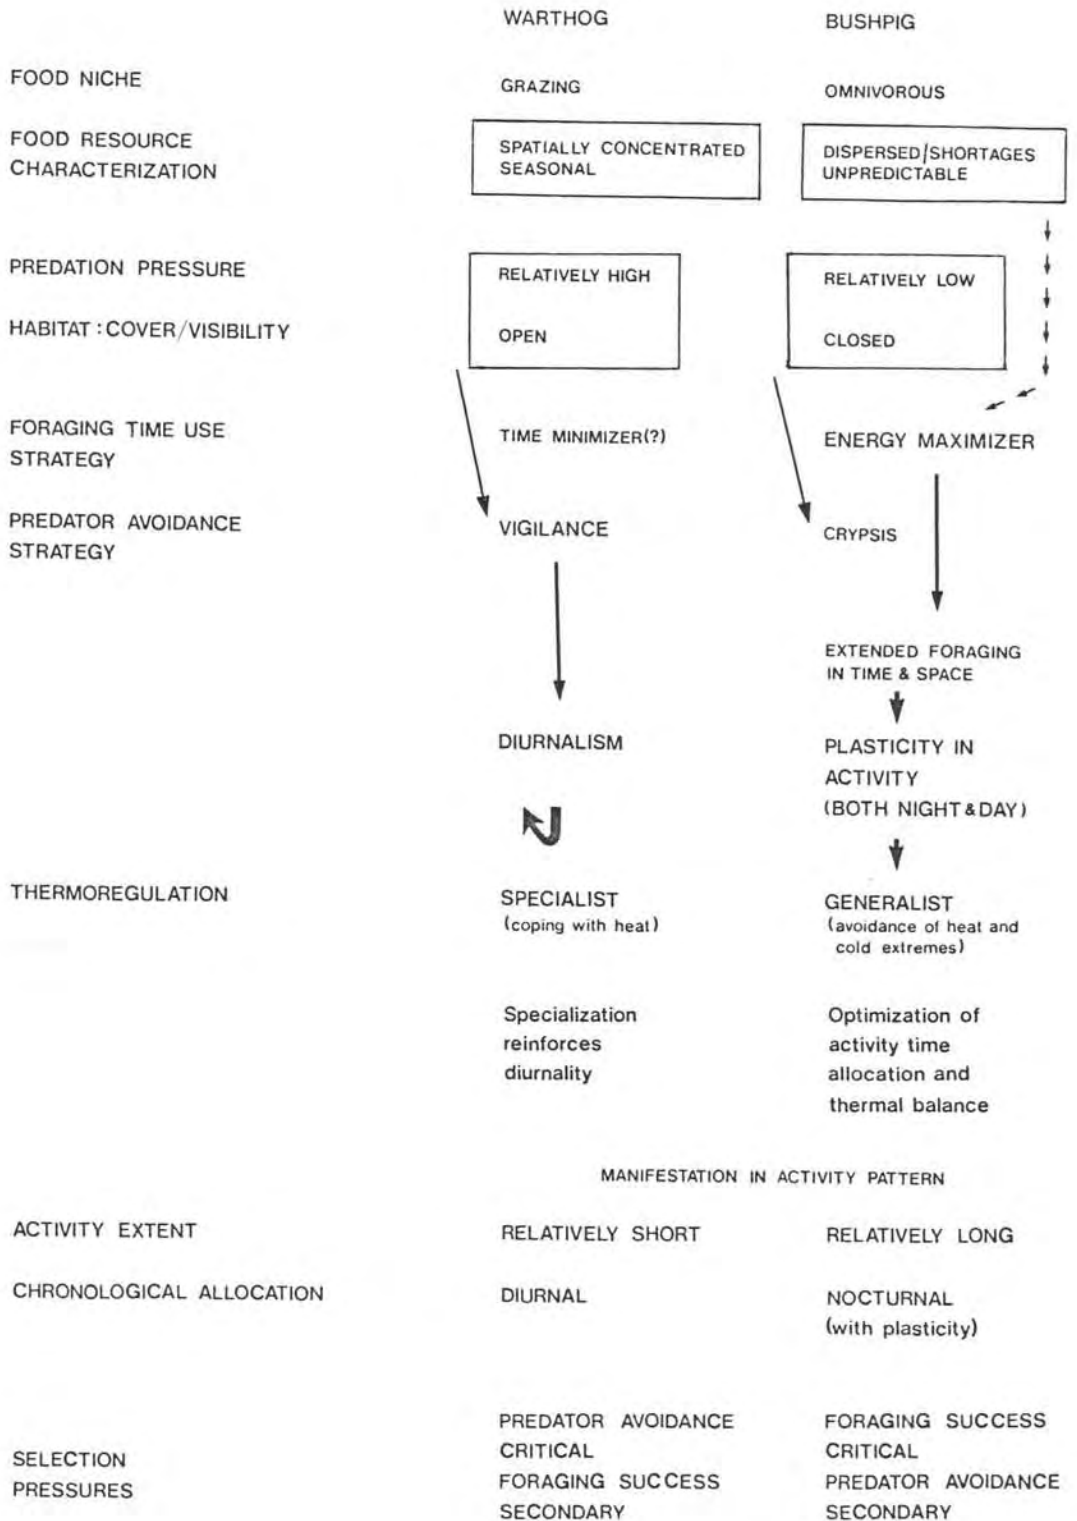 WARTHOG BUSHPIG
FOOD NICHE GRAZING OMNIVOROUS
FOOD RESOURCE
CHARACTERIZATION
SPATIALLY CONCENTRATED
SEASONAL
DISPERSED/SHORTAGES
UNPREDICTABLE
PREDATION PRESSURE RELATIVELY HIGH RELATIVELY LOW
HABITAT : COVER/VISIBILITY OPEN CLOSED
FORAGING TIME USE
STRATEGY
TIME MINIMIZER(?)
ENERGY MAXIMIZER
PREDATOR AVOIDANCE
STRATEGY
VIGILANCE
CRYPSIS
EXTENDED FORAGING
IN TIME & SPACE
DIURNALISM
PLASTICITY IN
ACTIVITY
(BOTH NIGHT & DAY)
THERMOREGULATION
SPECIALIST
(coping with heat)
GENERALIST
(avoidance of heat and
cold extremes)
Specialization
reinforces
diurnality
Optimization of
activity time
allocation and
thermal balance
MANIFESTATION IN ACTIVITY PATTERN
ACTIVITY EXTENT RELATIVELY SHORT RELATIVELY LONG
CHRONOLOGICAL ALLOCATION DIURNAL NOCTURNAL
(with plasticity)
SELECTION
PRESSURES
PREDATOR AVOIDANCE
CRITICAL
FORAGING SUCCESS
SECONDARY
FORAGING SUCCESS
CRITICAL
PREDATOR AVOIDANCE
SECONDARY